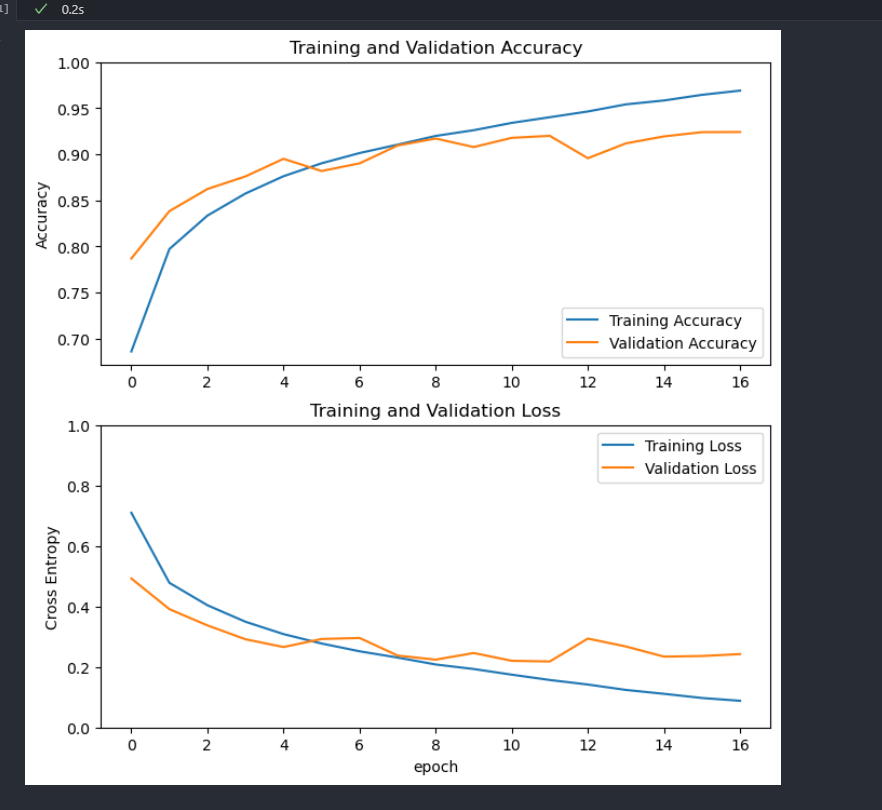 1]
0.2s
Training and Validation Accuracy
1.00
0.95
0.90
0.85
0.80
0.75
0.70
Accuracy
Training Accuracy
Validation Accuracy
0 2 4 6 8 10 12 14 16
Training and Validation Loss
1.0
0.8
0.6
0.4
0.2
0.0
Cross Entropy
Training Loss
Validation Loss
0 2 4 6 8 10 12 14 16
epoch